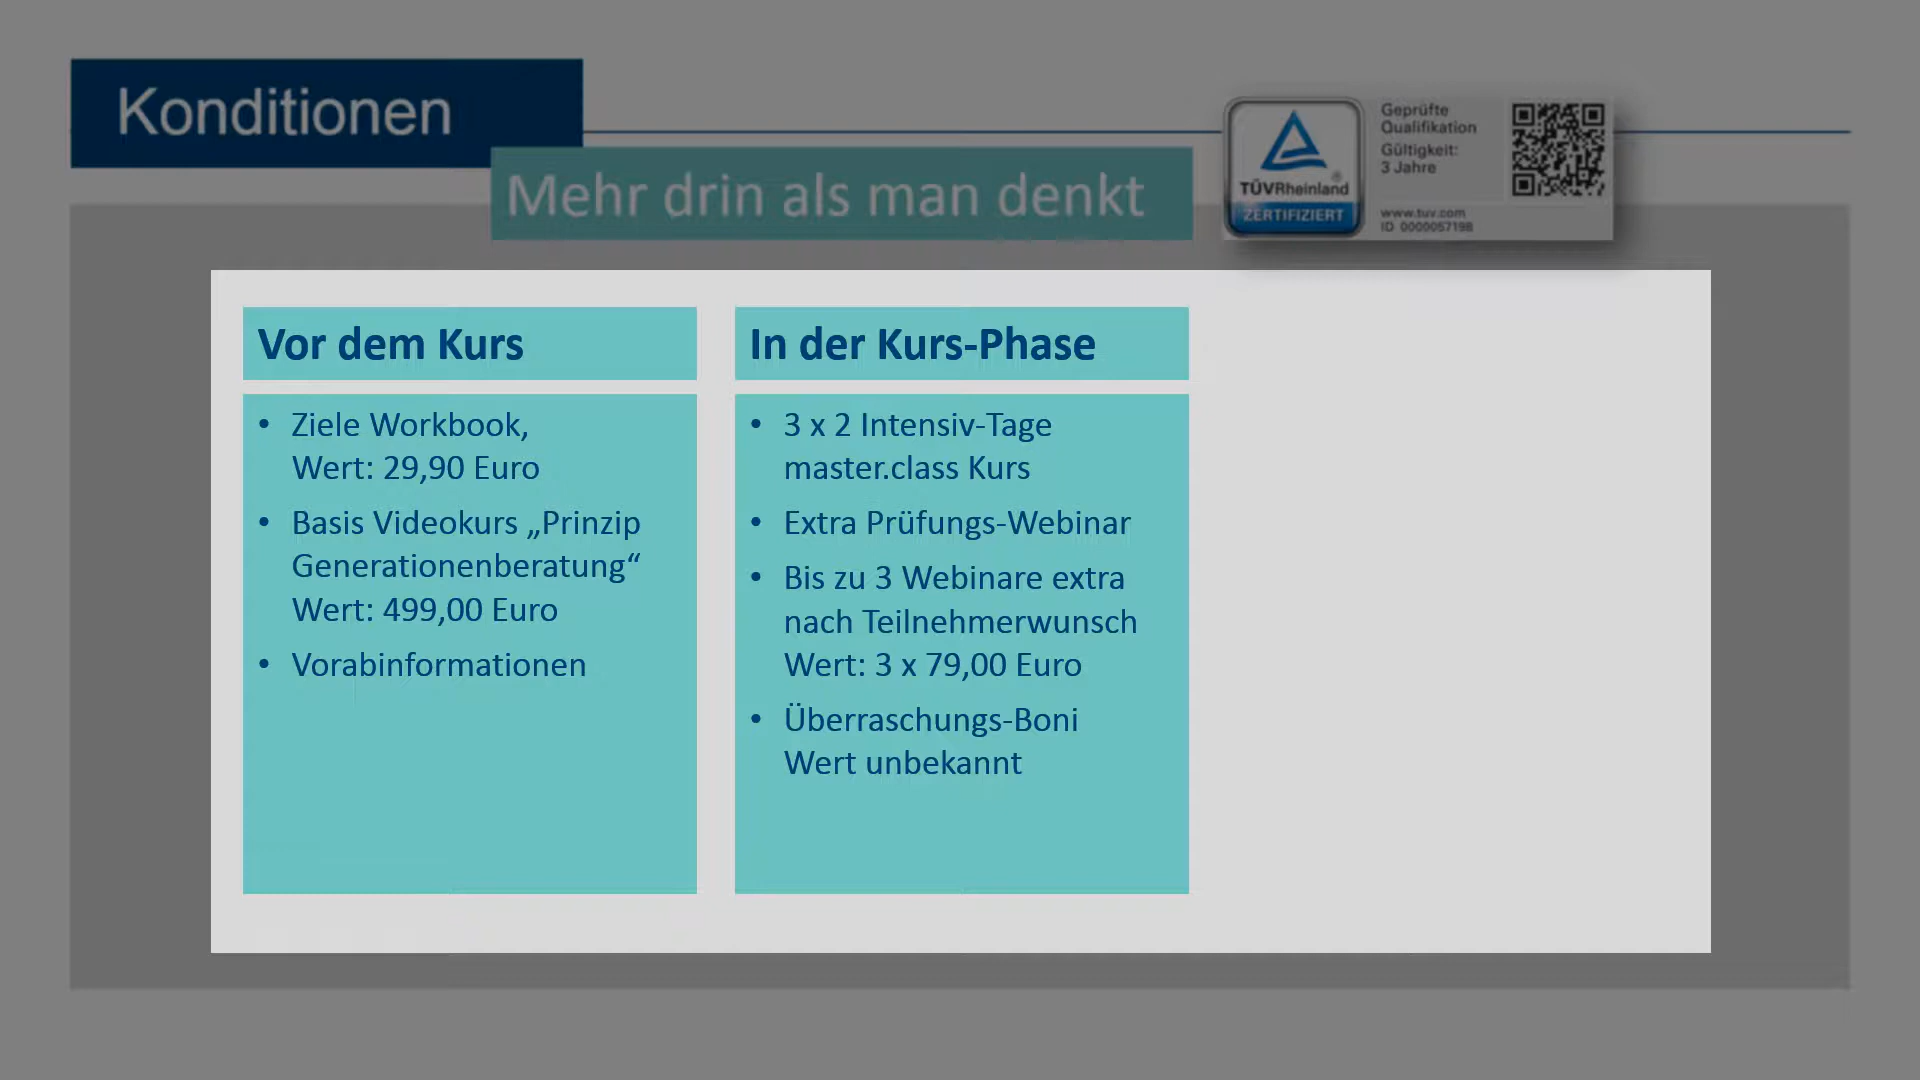 Konditionen
Mehr drin als man denkt
TÜVRheinland®
ZERTIFIZIERT
Geprüfte
Qualifikation
Gültigkeit:
3 Jahre
www.tuv.com
ID 0000057198
Vor dem Kurs
• Ziele Workbook,
Wert: 29,90 Euro
• Basis Videokurs „Prinzip
Generationenberatung“
Wert: 499,00 Euro
• Vorabinformationen
In der Kurs-Phase
• 3 x 2 Intensiv-Tage
master.class Kurs
• Extra Prüfungs-Webinar
• Bis zu 3 Webinare extra
nach Teilnehmerwunsch
Wert: 3 x 79,00 Euro
• Überraschungs-Boni
Wert unbekannt